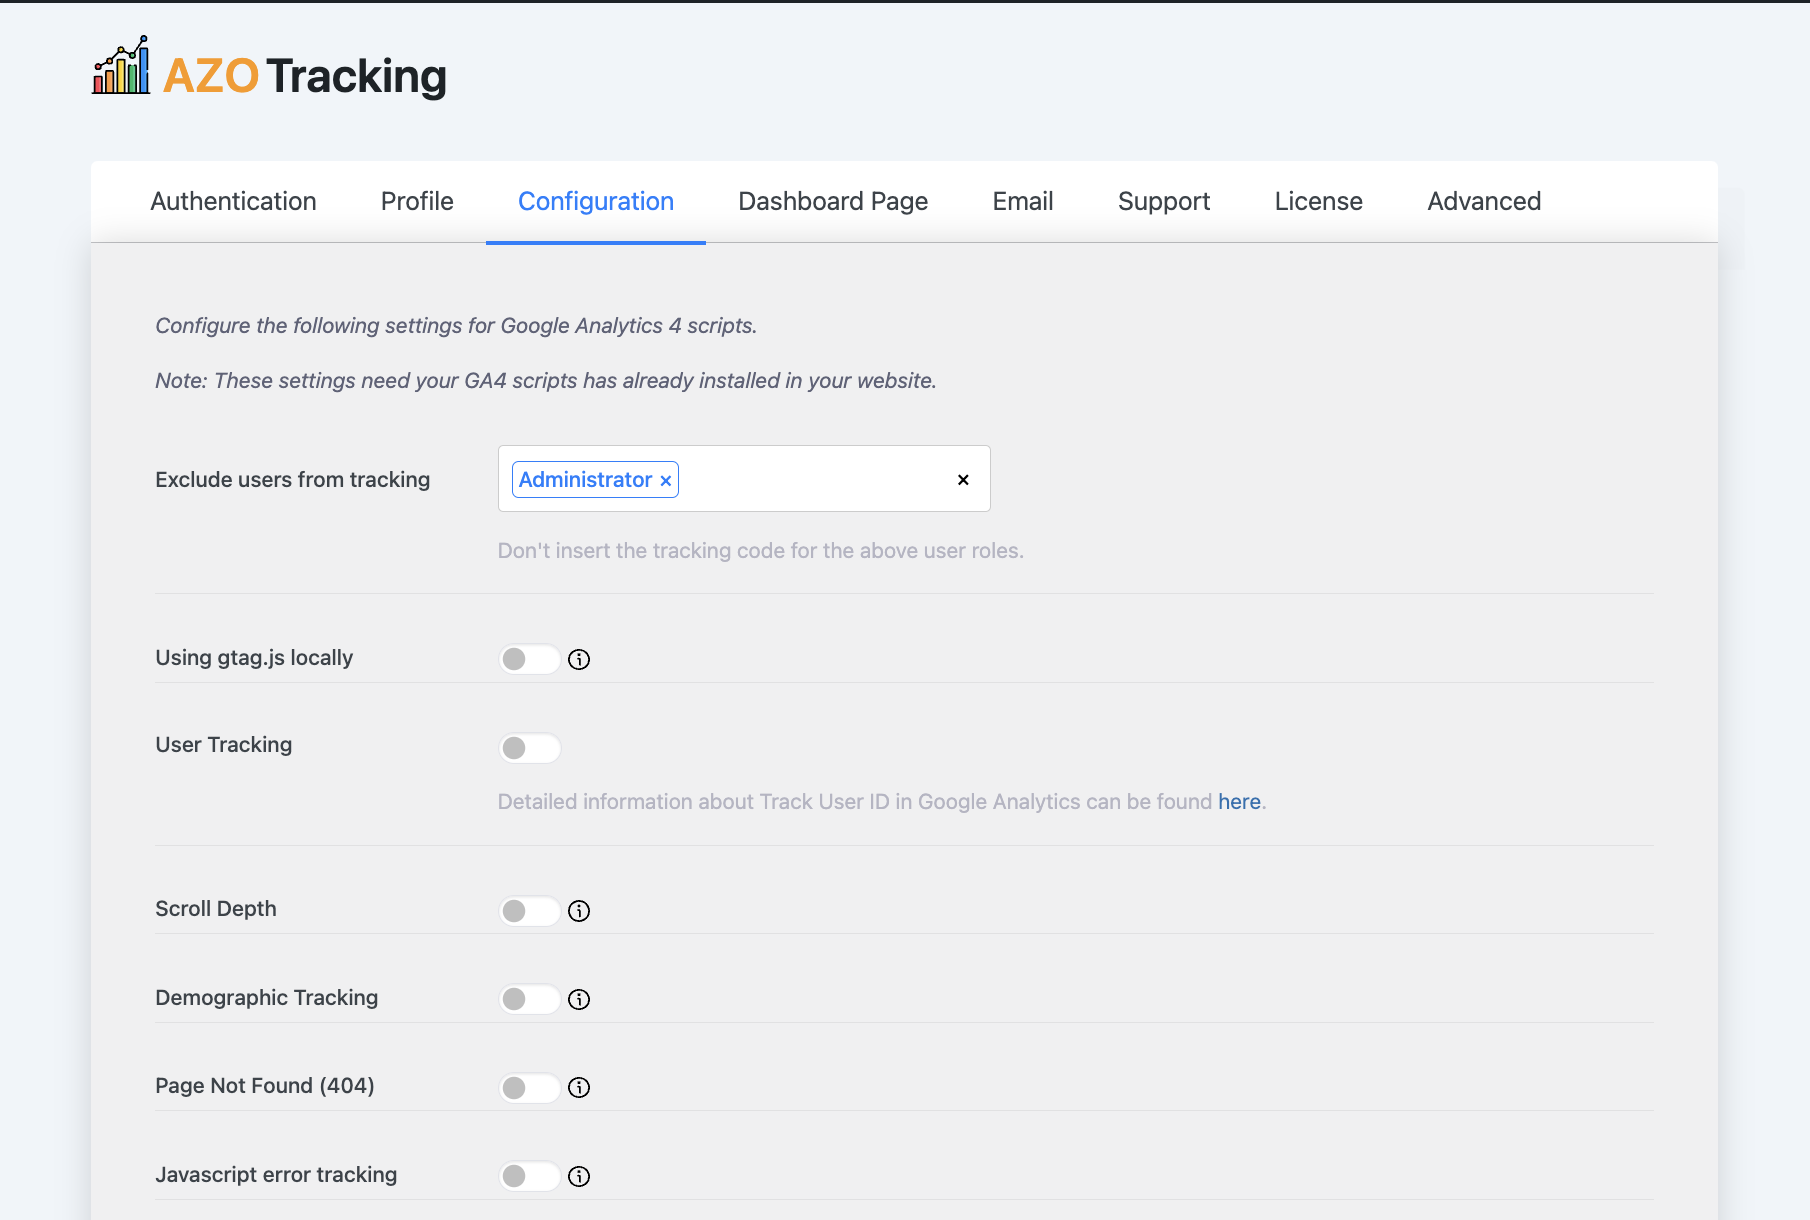 AZO Tracking
Authentication Profile Configuration Dashboard Page Email Support License Advanced
Configure the following settings for Google Analytics 4 scripts.
Note: These settings need your GA4 scripts has already installed in your website.
Exclude users from tracking Administrator × ×
Don't insert the tracking code for the above user roles.
Using gtag.js locally
User Tracking
Detailed information about Track User ID in Google Analytics can be found here.
Scroll Depth
Demographic Tracking
Page Not Found (404)
Javascript error tracking